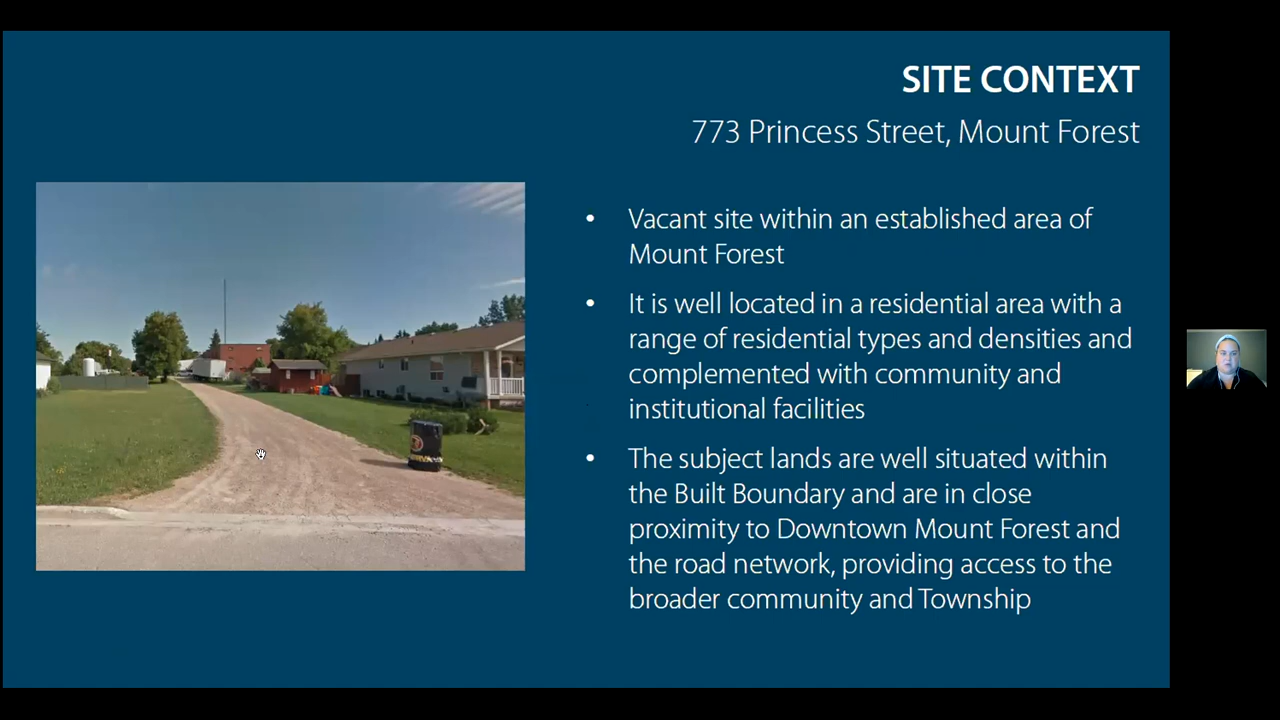 SITE CONTEXT
773 Princess Street, Mount Forest
• Vacant site within an established area of
Mount Forest
• It is well located in a residential area with a
range of residential types and densities and
complemented with community and
institutional facilities
• The subject lands are well situated within
the Built Boundary and are in close
proximity to Downtown Mount Forest and
the road network, providing access to the
broader community and Township